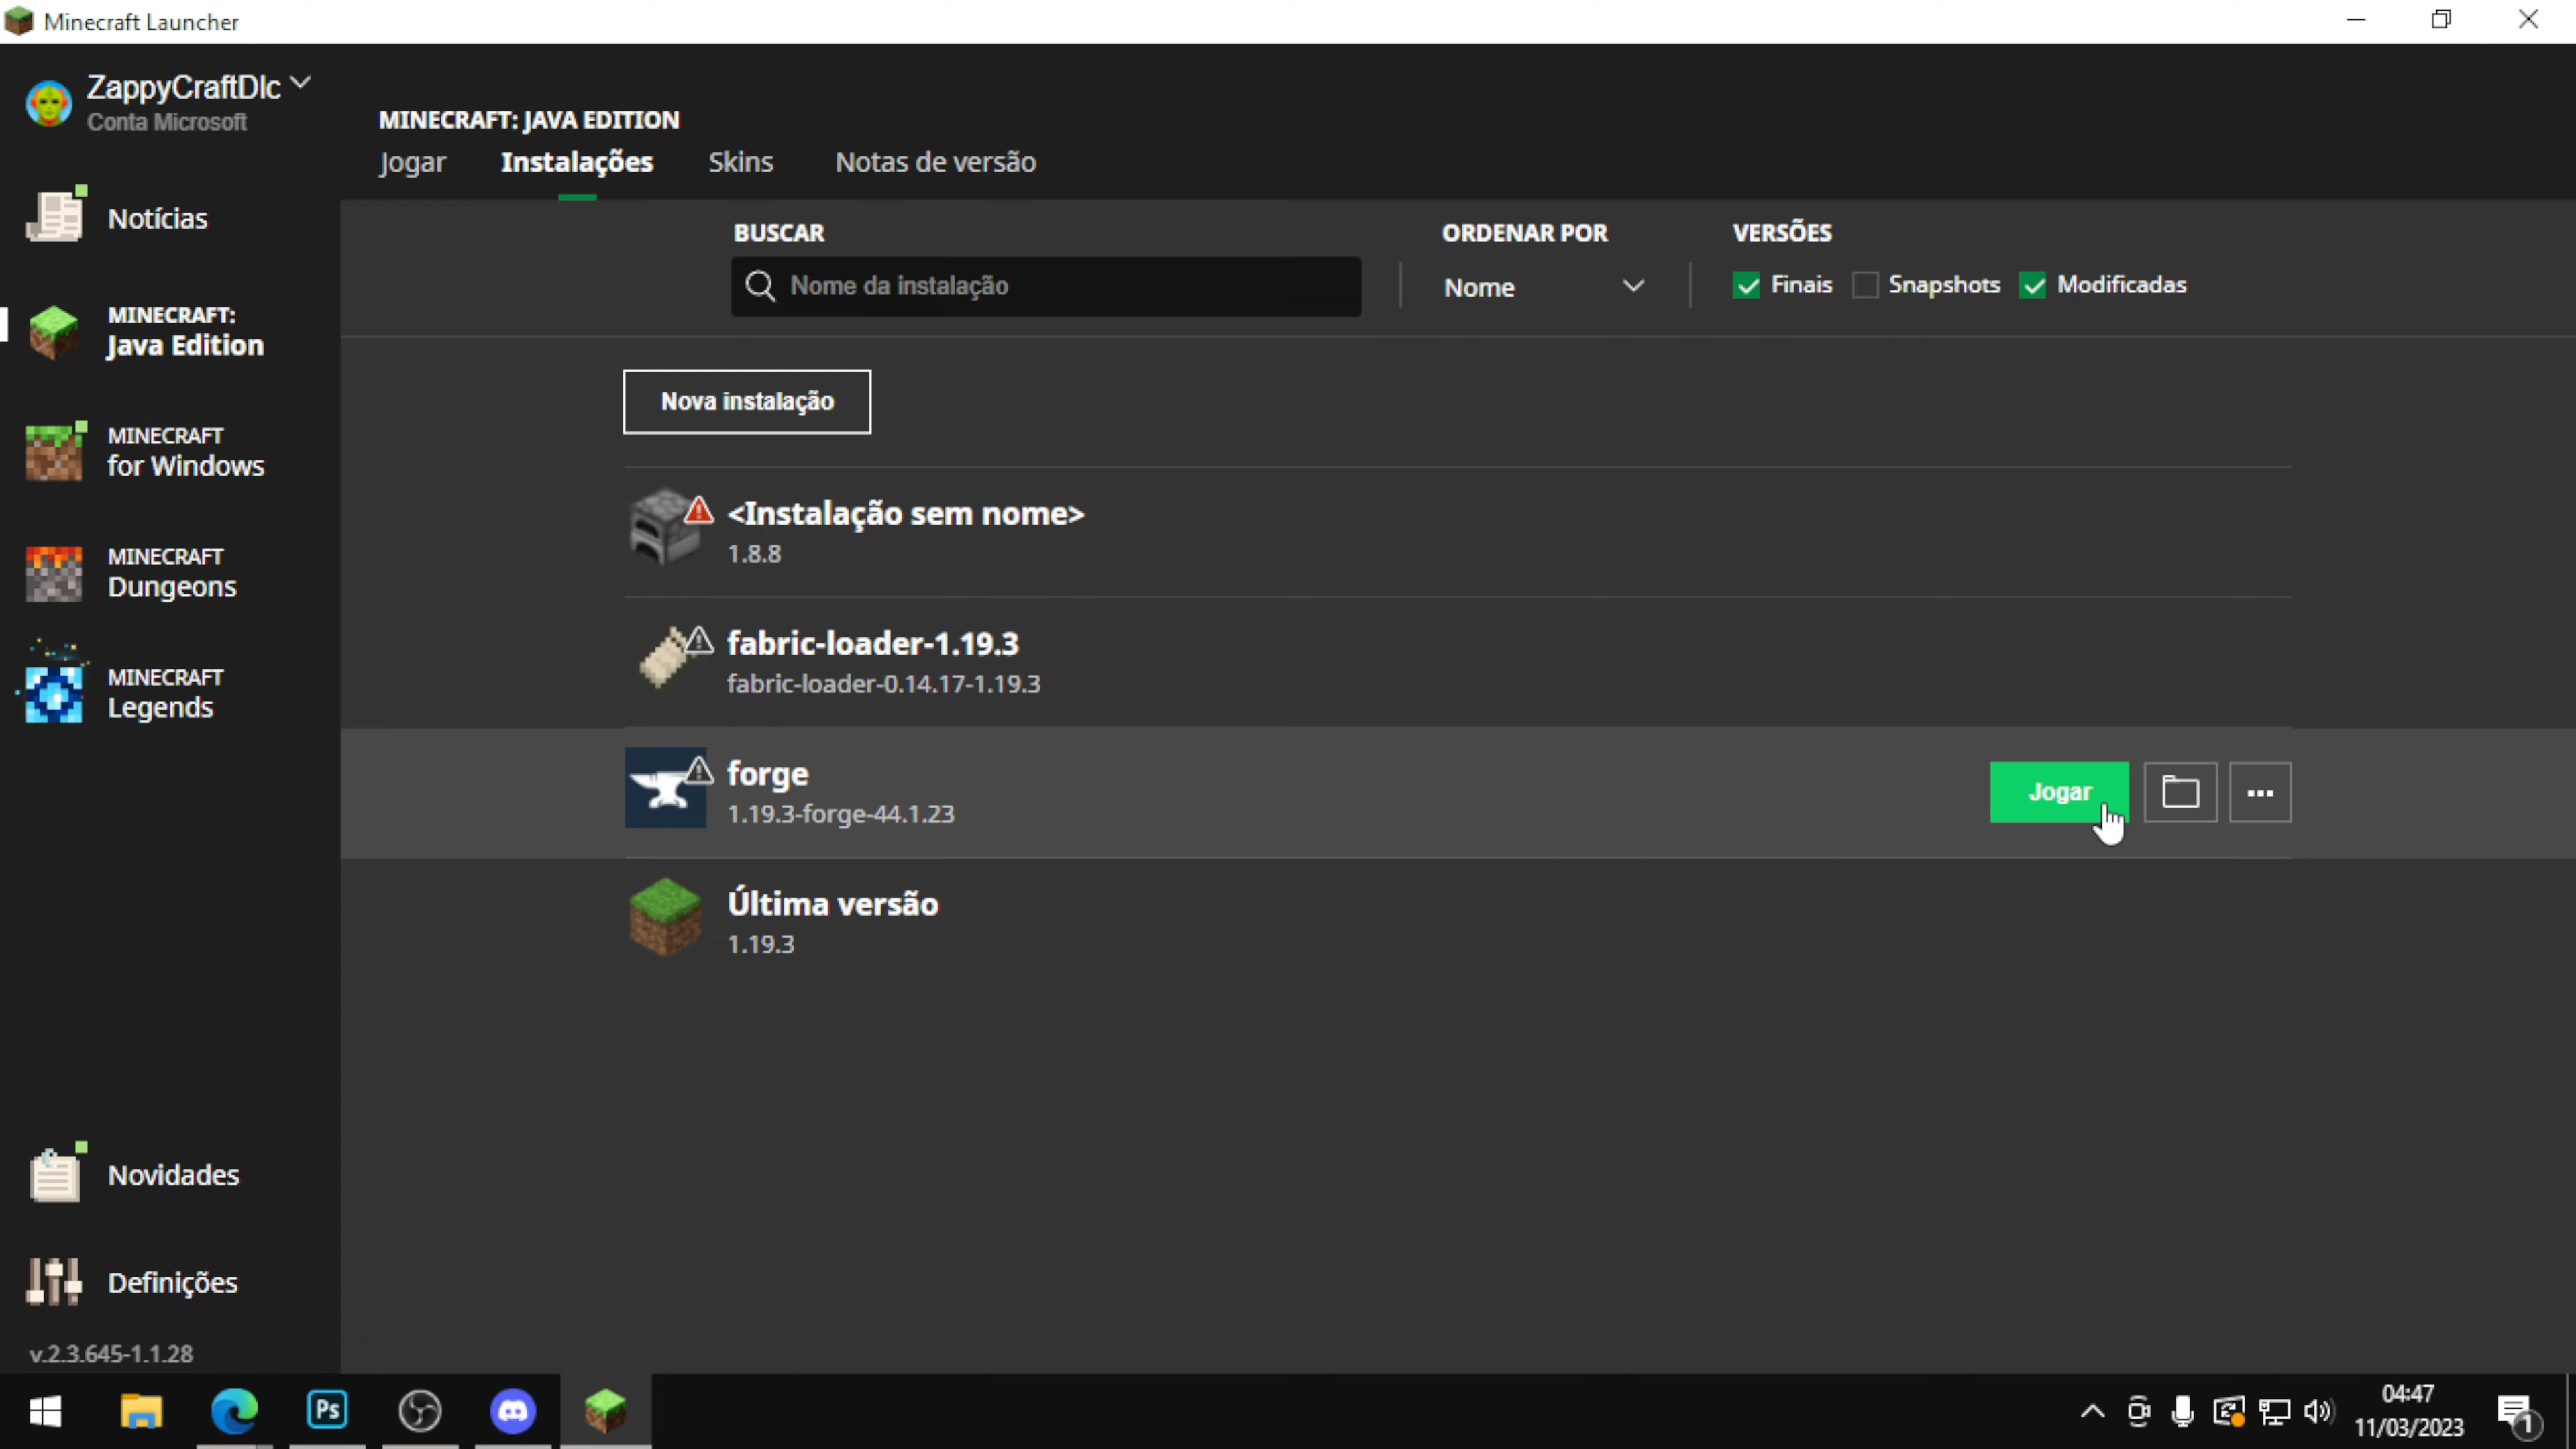 Minecraft Launcher
ZappyCraftDlc
Conta Microsoft
Notícias
MINECRAFT:
Java Edition
MINECRAFT
for Windows
MINECRAFT
Dungeons
MINECRAFT
Legends
Novidades
Definições
v.2.3.645-1.1.28
MINECRAFT: JAVA EDITION
Jogar Instalações Skins Notas de versão
BUSCAR ORDENAR POR VERSÕES
Nome da instalação Nome Finais Snapshots Modificadas
Nova instalação
<Instalação sem nome>
1.8.8
fabric-loader-1.19.3
fabric-loader-0.14.17-1.19.3
forge
1.19.3-forge-44.1.23
Jogar
Última versão
1.19.3
Ps
04:47
11/03/2023
1